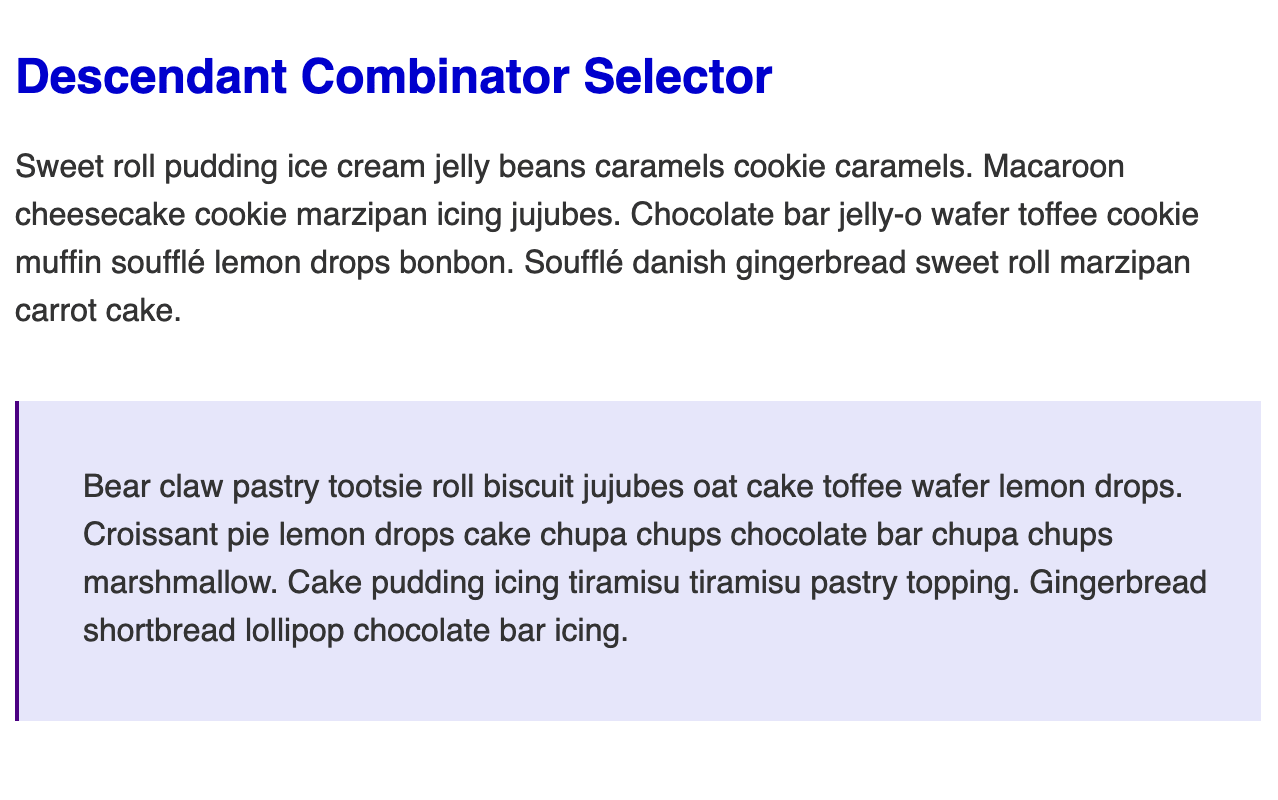 Descendant Combinator Selector
Sweet roll pudding ice cream jelly beans caramels cookie caramels. Macaroon
cheesecake cookie marzipan icing jujubes. Chocolate bar jelly-o wafer toffee cookie
muffin soufflé lemon drops bonbon. Soufflé danish gingerbread sweet roll marzipan
carrot cake.
Bear claw pastry tootsie roll biscuit jujubes oat cake toffee wafer lemon drops.
Croissant pie lemon drops cake chupa chups chocolate bar chupa chups
marshmallow. Cake pudding icing tiramisu tiramisu pastry topping. Gingerbread
shortbread lollipop chocolate bar icing.